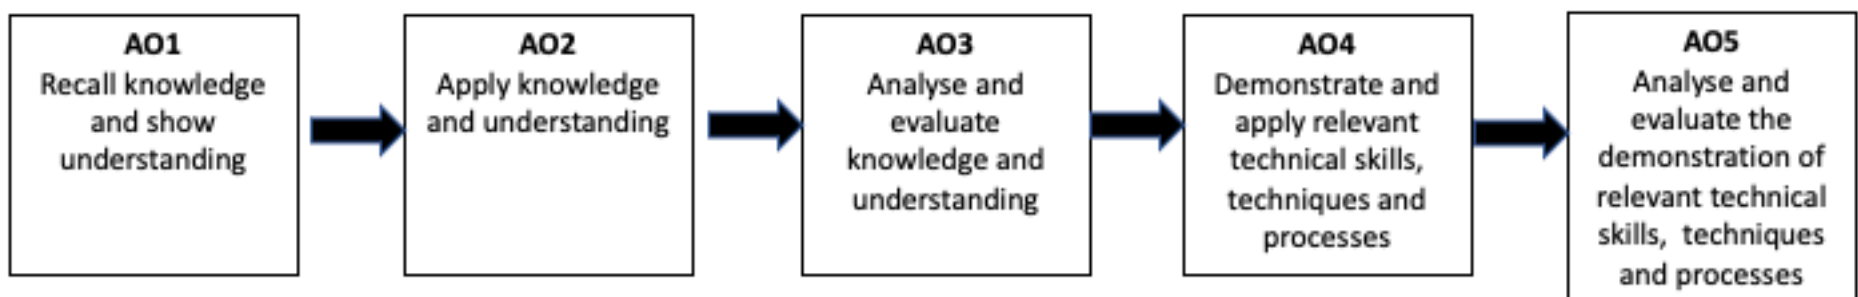 AO1
Recall knowledge
and show
understanding
AO2
Apply knowledge
and understanding
AO3
Analyse and
evaluate
knowledge and
understanding
AO4
Demonstrate and
apply relevant
technical skills,
techniques and
processes
AO5
Analyse and
evaluate the
demonstration of
relevant technical
skills,  techniques
and processes